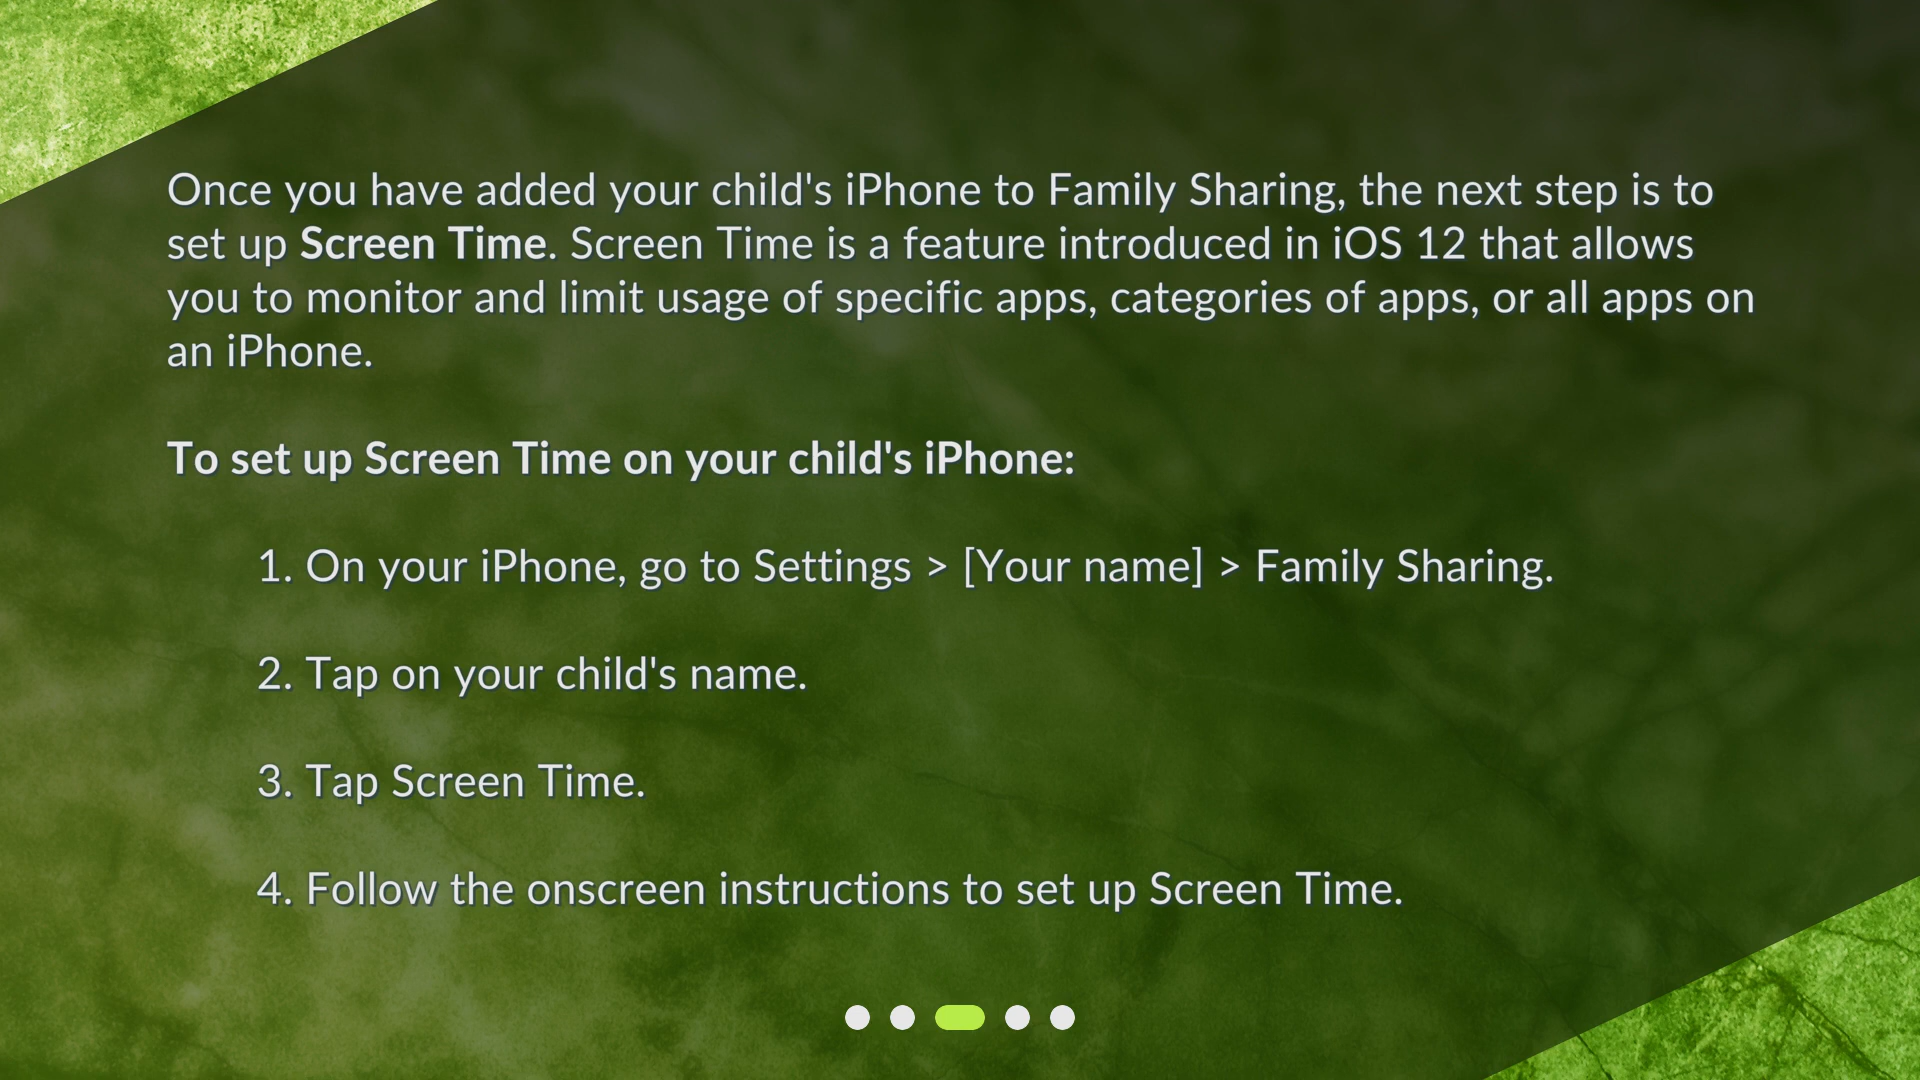 Once you have added your child's iPhone to Family Sharing, the next step is to
set up Screen Time. Screen Time is a feature introduced in iOS 12 that allows
you to monitor and limit usage of specific apps, categories of apps, or all apps on
an iPhone.
To set up Screen Time on your child's iPhone:
1. On your iPhone, go to Settings > [Your name] > Family Sharing.
2. Tap on your child's name.
3. Tap Screen Time.
4. Follow the onscreen instructions to set up Screen Time.